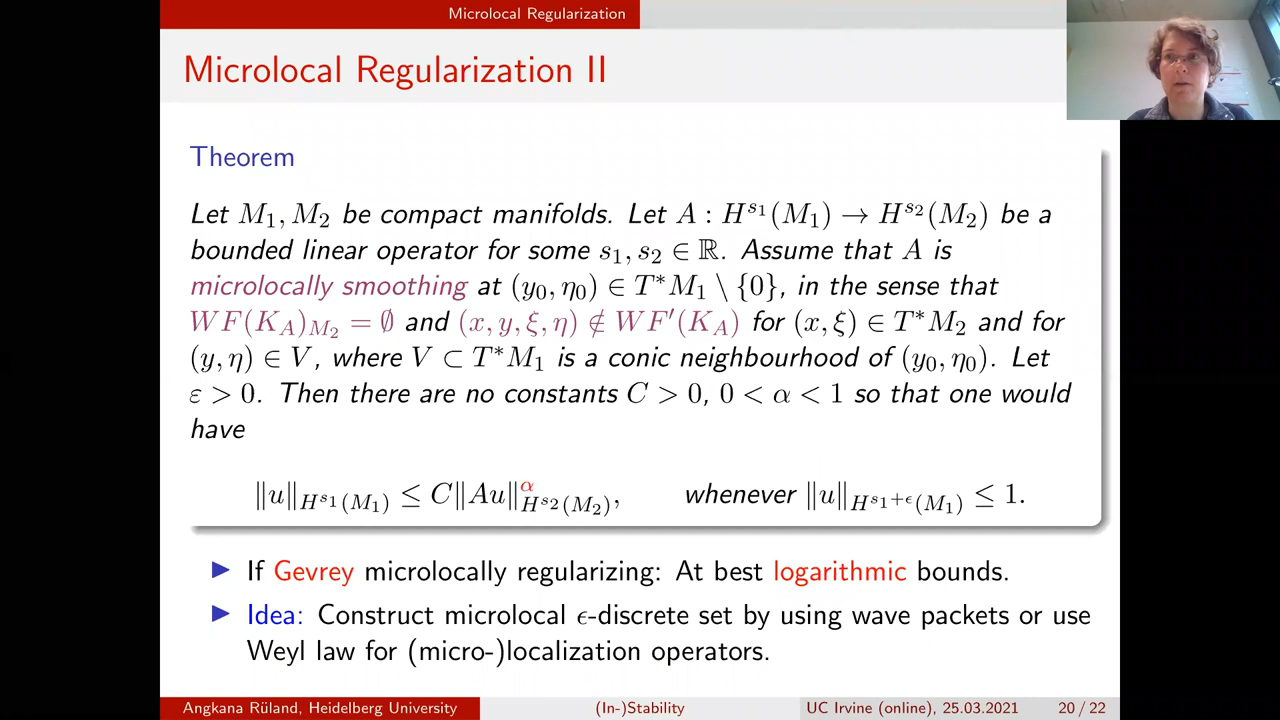 Microlocal Regularization
Microlocal Regularization II
Theorem
Let M₁, M₂ be compact manifolds. Let A : H^{s₁}(M₁) → H^{s₂}(M₂) be a
bounded linear operator for some s₁, s₂ ∈ ℝ. Assume that A is
microlocally smoothing at (y₀, η₀) ∈ T*M₁ \ {0}, in the sense that
WF(K_A)_{M₂} = ∅ and (x, y, ξ, η) ∉ WF′(K_A) for (x, ξ) ∈ T*M₂ and for
(y, η) ∈ V, where V ⊂ T*M₁ is a conic neighbourhood of (y₀, η₀). Let
ε > 0. Then there are no constants C > 0, 0 < α < 1 so that one would
have
‖u‖_{H^{s₁}(M₁)} ≤ C‖Au‖^α_{H^{s₂}(M₂)}, whenever ‖u‖_{H^{s₁+ϵ}(M₁)} ≤ 1.
▶ If Gevrey microlocally regularizing: At best logarithmic bounds.
▶ Idea: Construct microlocal ϵ-discrete set by using wave packets or use
Weyl law for (micro-)localization operators.
Angkana Rüland, Heidelberg University (In-)Stability UC Irvine (online), 25.03.2021 20 / 22